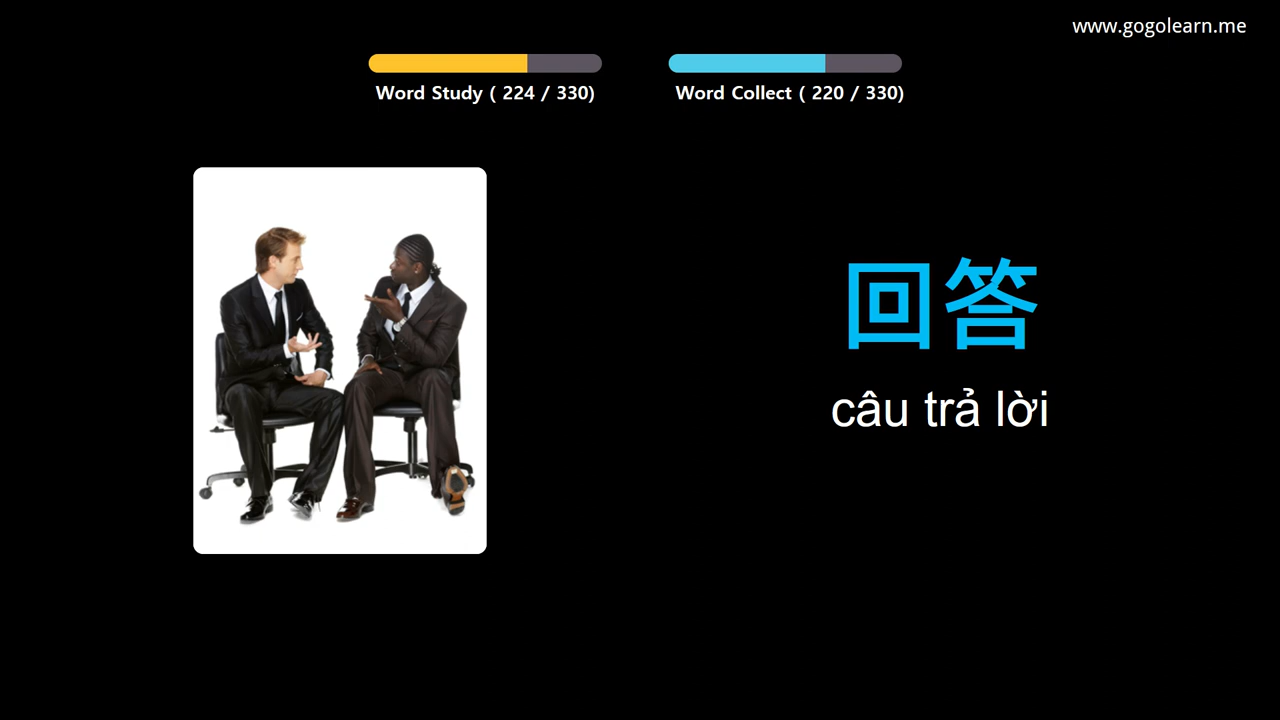 www.gogolearn.me
Word Study ( 224 / 330)
Word Collect ( 220 / 330)
回答
câu trả lời